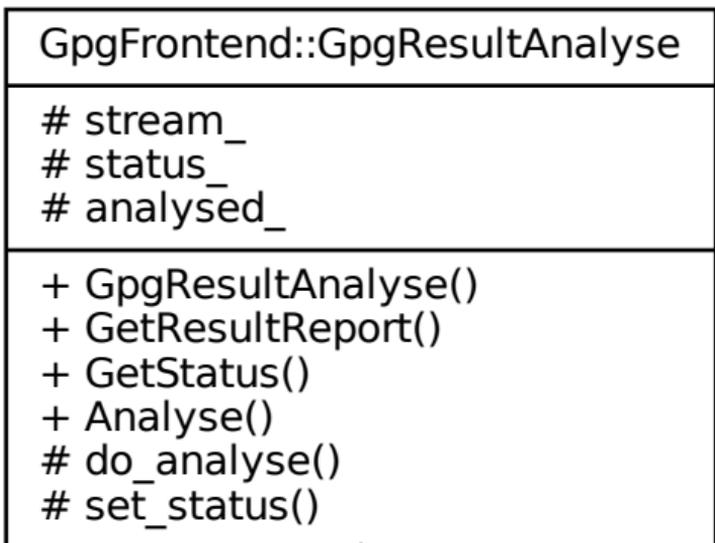 GpgFrontend::GpgResultAnalyse
# stream_
# status_
# analysed_
+ GpgResultAnalyse()
+ GetResultReport()
+ GetStatus()
+ Analyse()
# do_analyse()
# set_status()